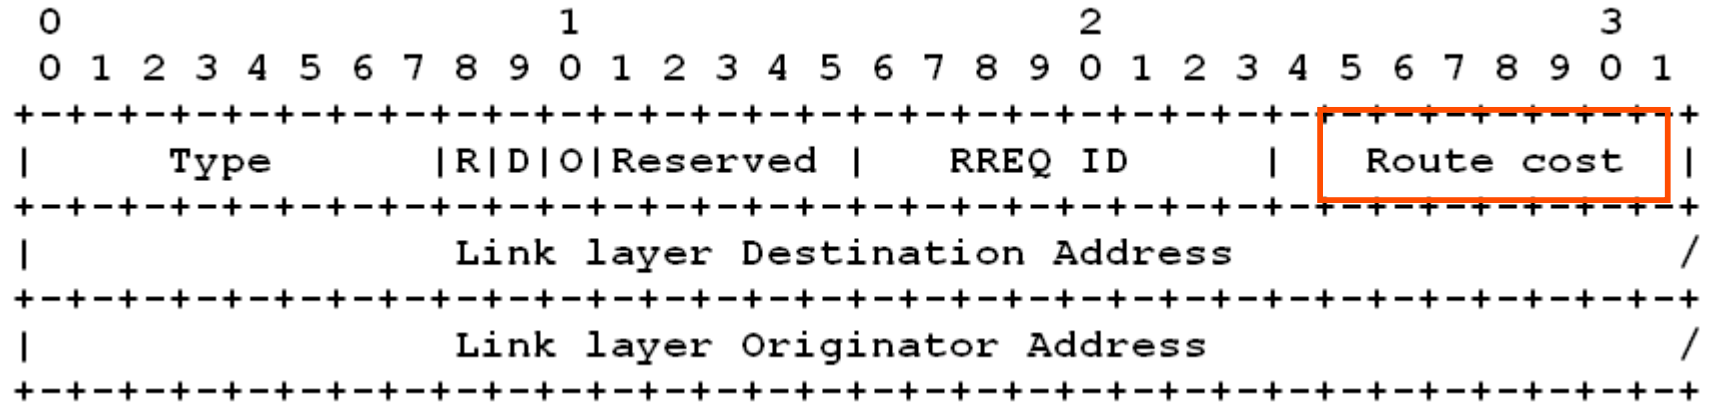 0                   1                   2                   3
0 1 2 3 4 5 6 7 8 9 0 1 2 3 4 5 6 7 8 9 0 1 2 3 4 5 6 7 8 9 0 1
+-+-+-+-+-+-+-+-+-+-+-+-+-+-+-+-+-+-+-+-+-+-+-+-+-+-+-+-+-+-+-+-+
|     Type      |R|D|O|Reserved |   RREQ ID     |   Route cost  |
+-+-+-+-+-+-+-+-+-+-+-+-+-+-+-+-+-+-+-+-+-+-+-+-+-+-+-+-+-+-+-+-+
|                Link layer Destination Address                 /
+-+-+-+-+-+-+-+-+-+-+-+-+-+-+-+-+-+-+-+-+-+-+-+-+-+-+-+-+-+-+-+-+
|                Link layer Originator Address                  /
+-+-+-+-+-+-+-+-+-+-+-+-+-+-+-+-+-+-+-+-+-+-+-+-+-+-+-+-+-+-+-+-+